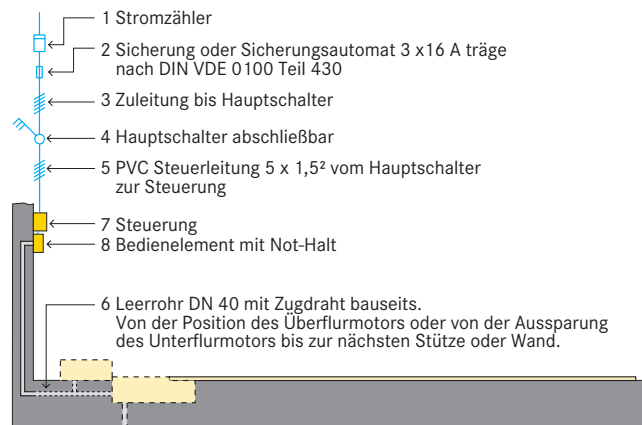 1 Stromzähler
2 Sicherung oder Sicherungsautomat 3 x 16 A träge
nach DIN VDE 0100 Teil 430
3 Zuleitung bis Hauptschalter
4 Hauptschalter abschließbar
5 PVC Steuerleitung 5 x 1,5² vom Hauptschalter
zur Steuerung
7 Steuerung
8 Bedienelement mit Not-Halt
6 Leerrohr DN 40 mit Zugdraht bauseits.
Von der Position des Überflurmotors oder von der Aussparung
des Unterflurmotors bis zur nächsten Stütze oder Wand.